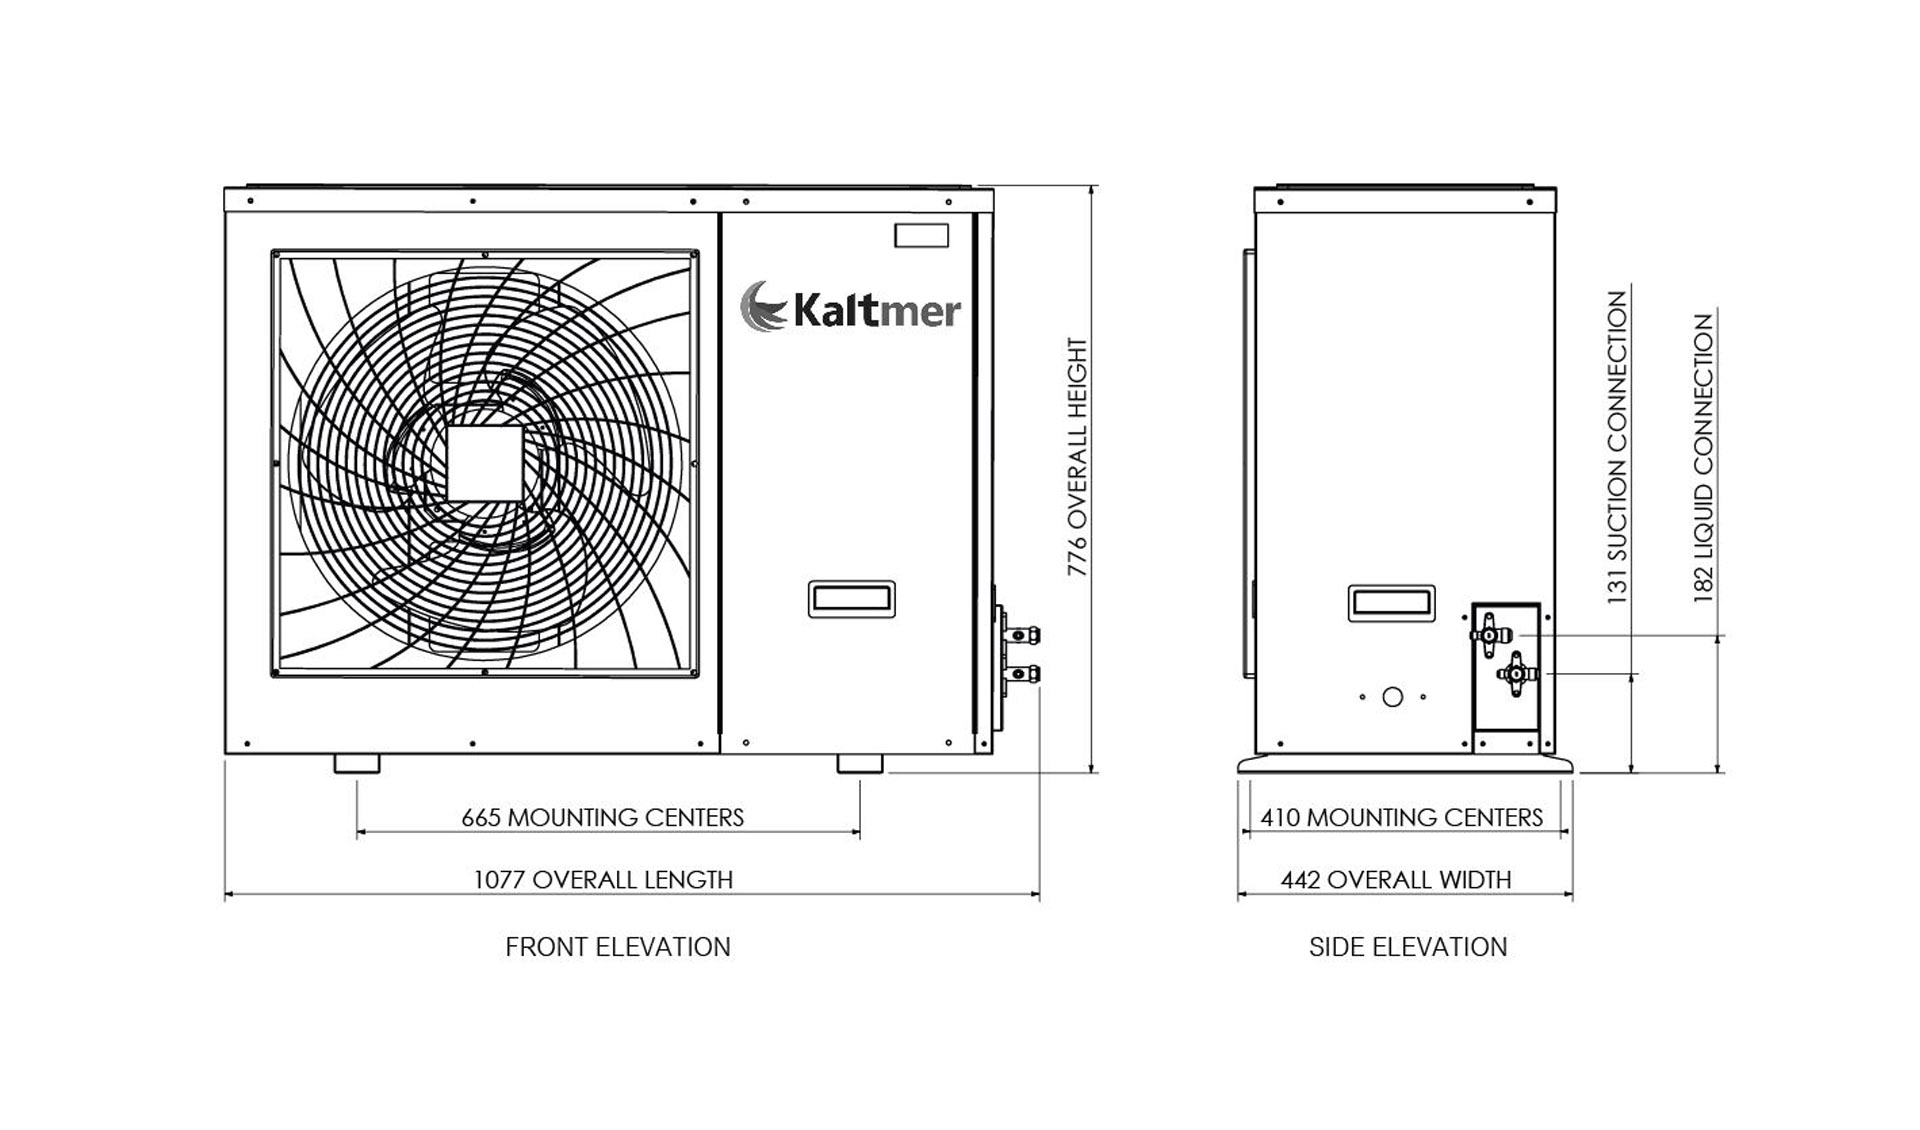 Kaltmer
776 OVERALL HEIGHT
665 MOUNTING CENTERS
1077 OVERALL LENGTH
FRONT ELEVATION
131 SUCTION CONNECTION
182 LIQUID CONNECTION
410 MOUNTING CENTERS
442 OVERALL WIDTH
SIDE ELEVATION